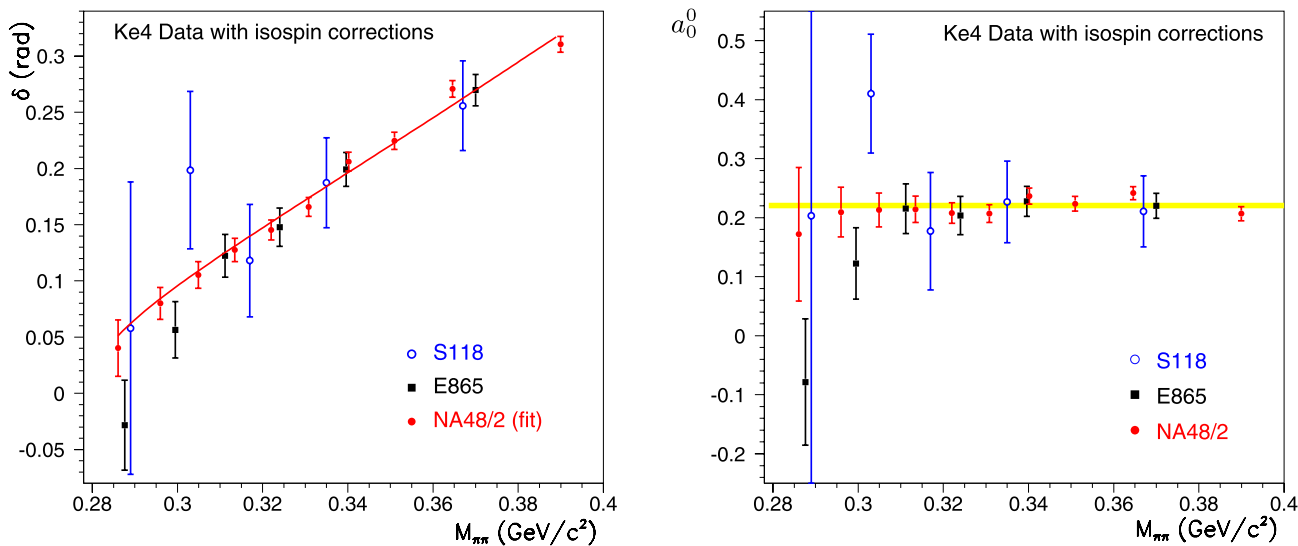 Ke4 Data with isospin corrections
δ (rad)
0.3
0.25
0.2
0.15
0.1
0.05
0
-0.05
S118
E865
NA48/2 (fit)
0.28 0.3 0.32 0.34 0.36 0.38 0.4
Mππ (GeV/c²)
a₀⁰
Ke4 Data with isospin corrections
0.5
0.4
0.3
0.2
0.1
0
-0.1
-0.2
S118
E865
NA48/2
0.28 0.3 0.32 0.34 0.36 0.38 0.4
Mππ (GeV/c²)